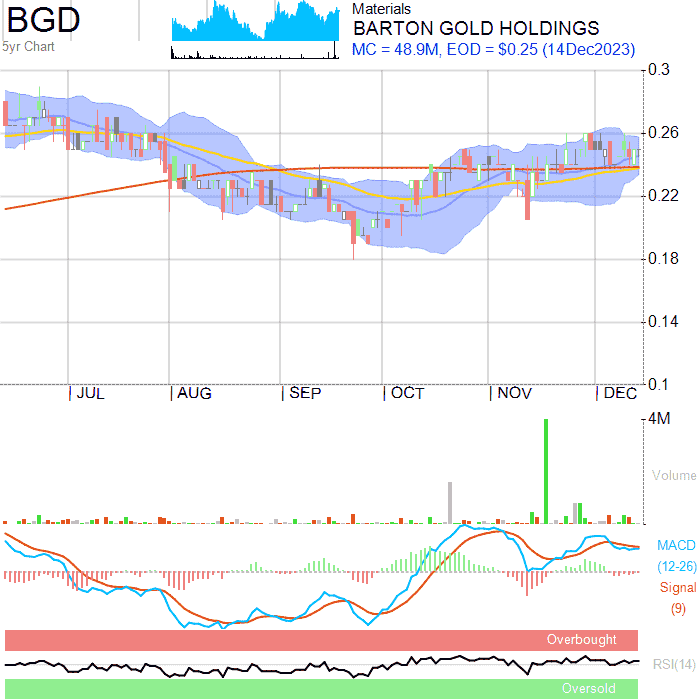 BGD
5yr Chart
Materials
BARTON GOLD HOLDINGS
MC = 48.9M, EOD = $0.25 (14Dec2023)
0.3
0.26
0.22
0.18
0.14
0.1
JUL AUG SEP OCT NOV DEC
4M
Volume
MACD
(12-26)
Signal
(9)
Overbought
RSI(14)
Oversold